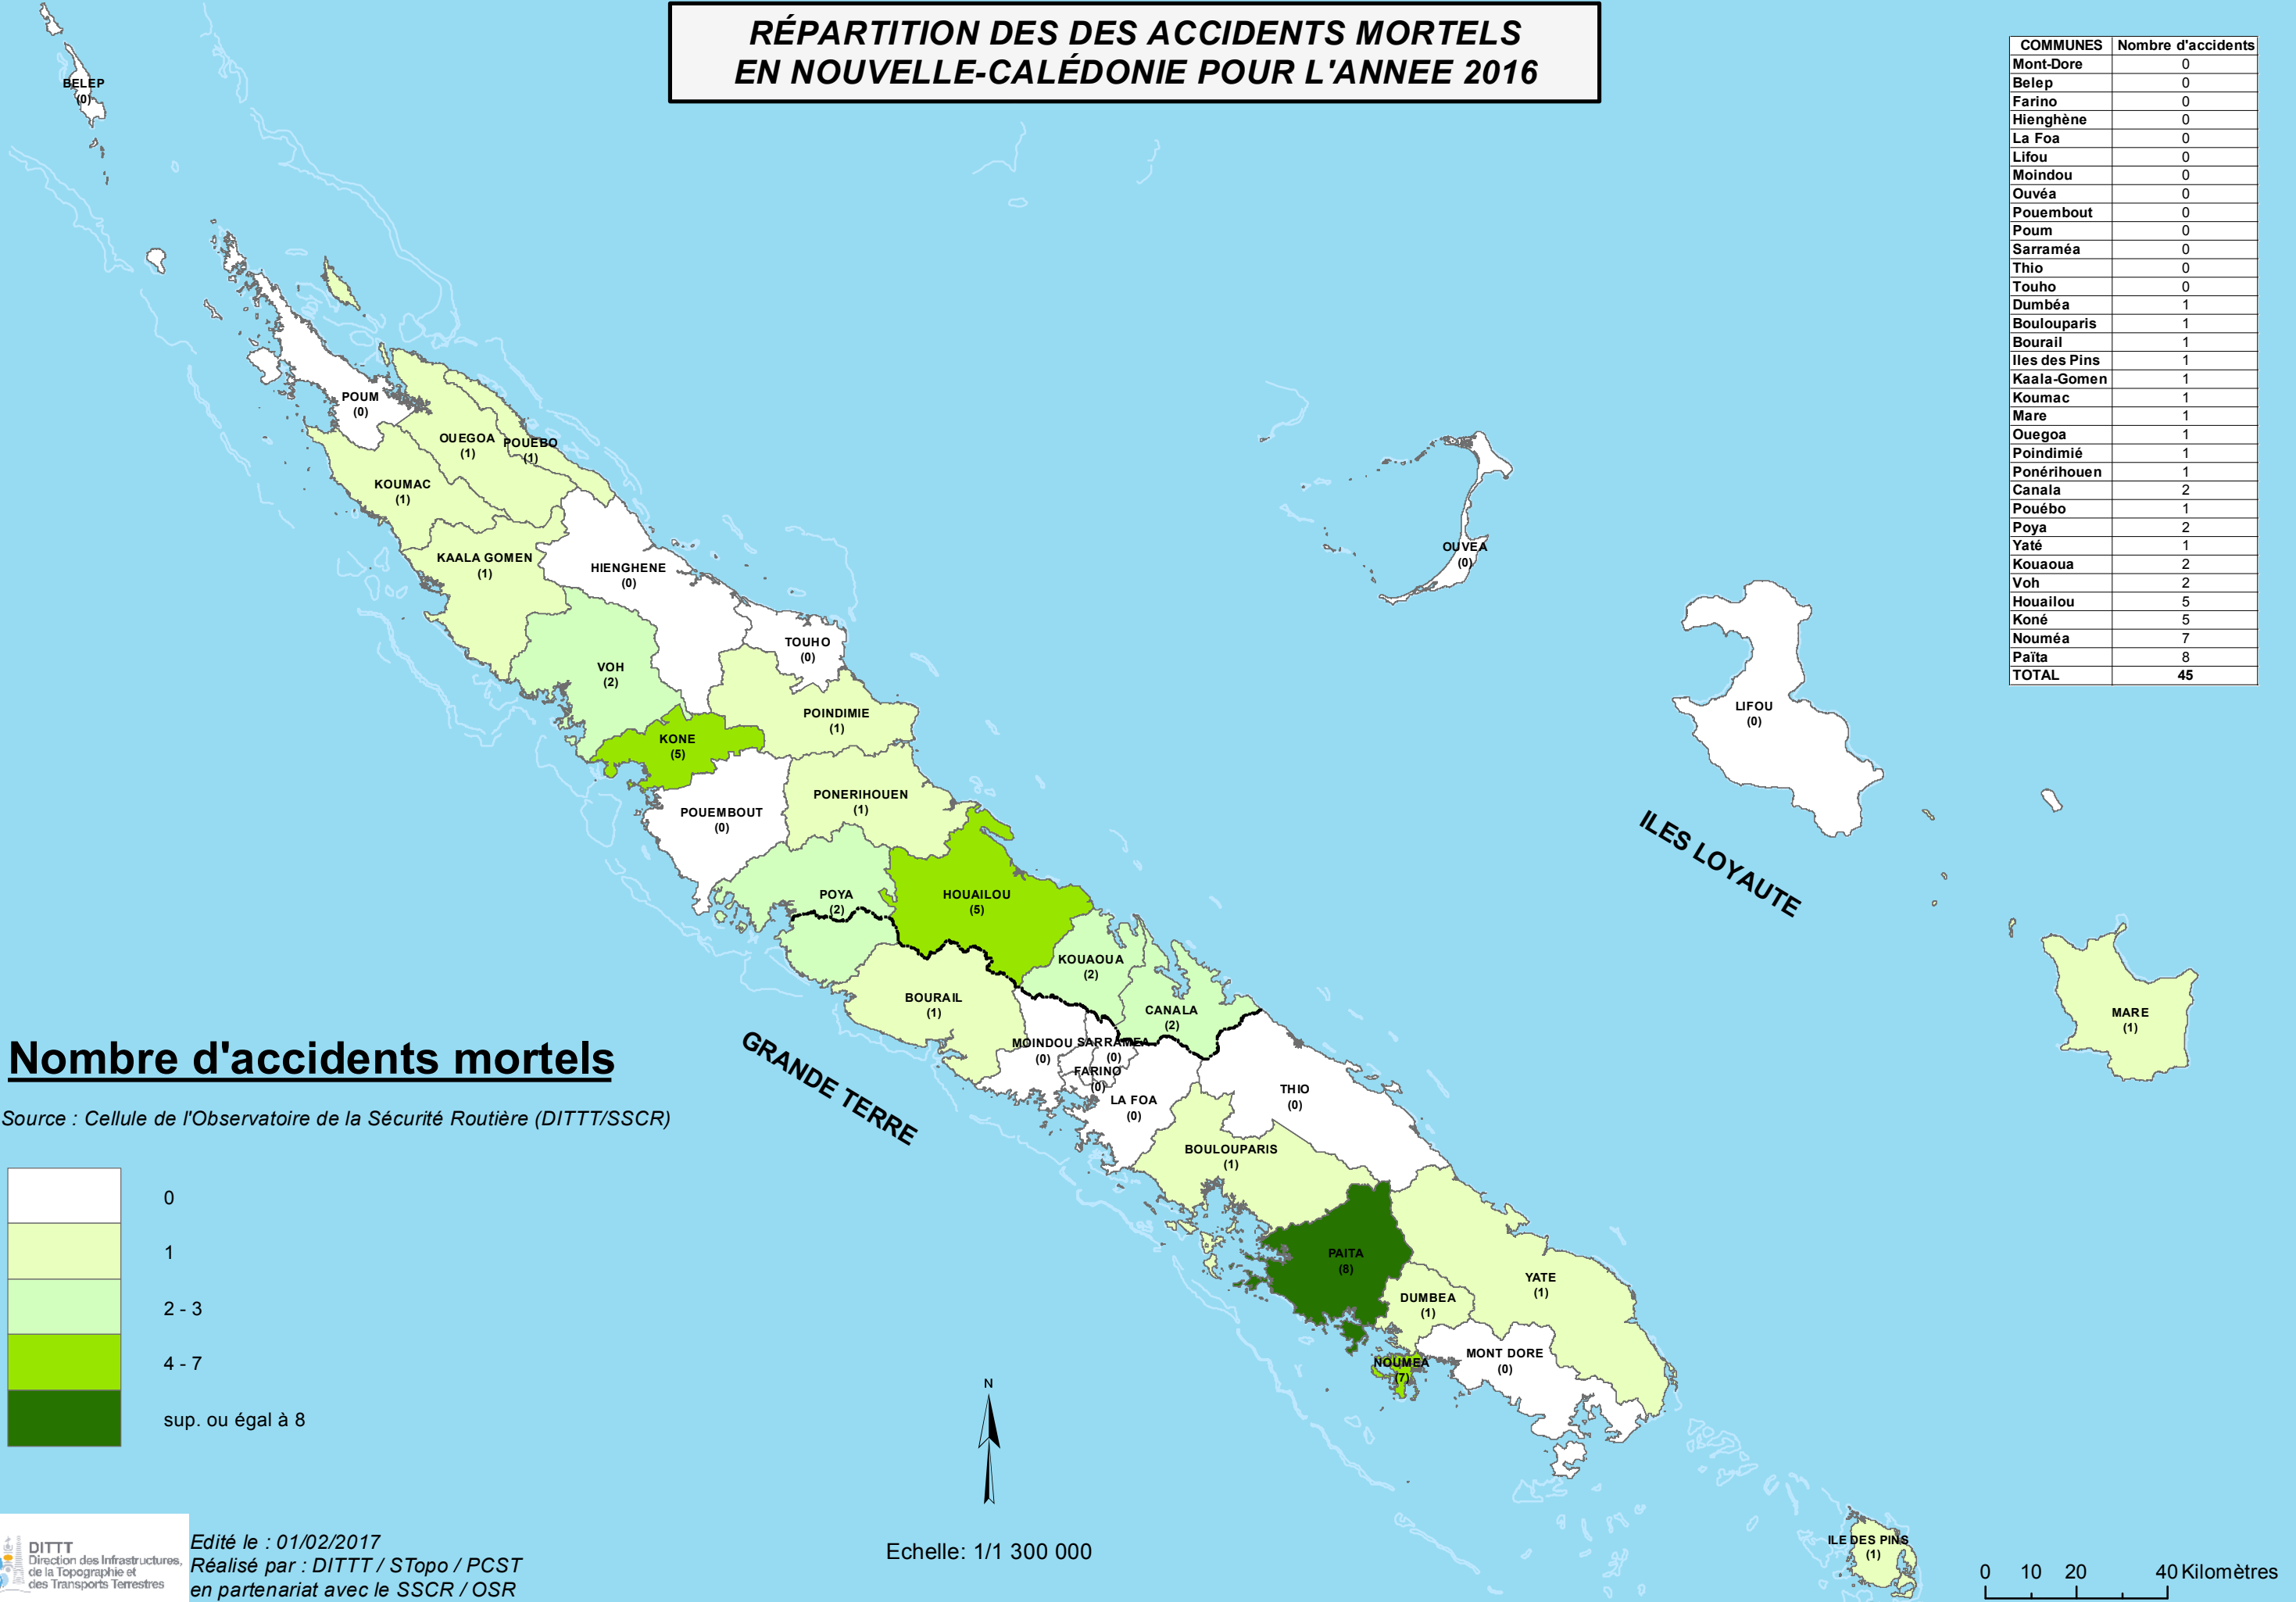 RÉPARTITION DES DES ACCIDENTS MORTELS
EN NOUVELLE-CALÉDONIE POUR L'ANNEE 2016
COMMUNES Nombre d'accidents
Mont-Dore 0
Belep 0
Farino 0
Hienghène 0
La Foa 0
Lifou 0
Moindou 0
Ouvéa 0
Pouembout 0
Poum 0
Sarraméa 0
Thio 0
Touho 0
Dumbéa 1
Boulouparis 1
Bourail 1
Iles des Pins 1
Kaala-Gomen 1
Koumac 1
Mare 1
Ouegoa 1
Poindimié 1
Ponérihouen 1
Canala 2
Pouébo 1
Poya 2
Yaté 1
Kouaoua 2
Voh 2
Houailou 5
Koné 5
Nouméa 7
Païta 8
TOTAL 45
BELEP
(0)
POUM
(0)
OUEGOA
(1)
POUEBO
(1)
KOUMAC
(1)
KAALA GOMEN
(1)
HIENGHENE
(0)
OUVEA
(0)
TOUHO
(0)
VOH
(2)
LIFOU
(0)
POINDIMIE
(1)
KONE
(5)
PONERIHOUEN
(1)
POUEMBOUT
(0)
ILES LOYAUTE
POYA
(2)
HOUAILOU
(5)
KOUAOUA
(2)
BOURAIL
(1)
CANALA
(2)
MARE
(1)
MOINDOU
(0)
SARRAMEA
(0)
FARINO
(0)
GRANDE TERRE
LA FOA
(0)
THIO
(0)
BOULOUPARIS
(1)
PAITA
(8)
YATE
(1)
DUMBEA
(1)
MONT DORE
(0)
NOUMEA
(7)
ILE DES PINS
(1)
Nombre d'accidents mortels
Source : Cellule de l'Observatoire de la Sécurité Routière (DITTT/SSCR)
0
1
2 - 3
4 - 7
sup. ou égal à 8
N
Echelle: 1/1 300 000
DITTT
Direction des Infrastructures,
de la Topographie et
des Transports Terrestres
Edité le : 01/02/2017
Réalisé par : DITTT / STopo / PCST
en partenariat avec le SSCR / OSR
0 10 20 40 Kilomètres